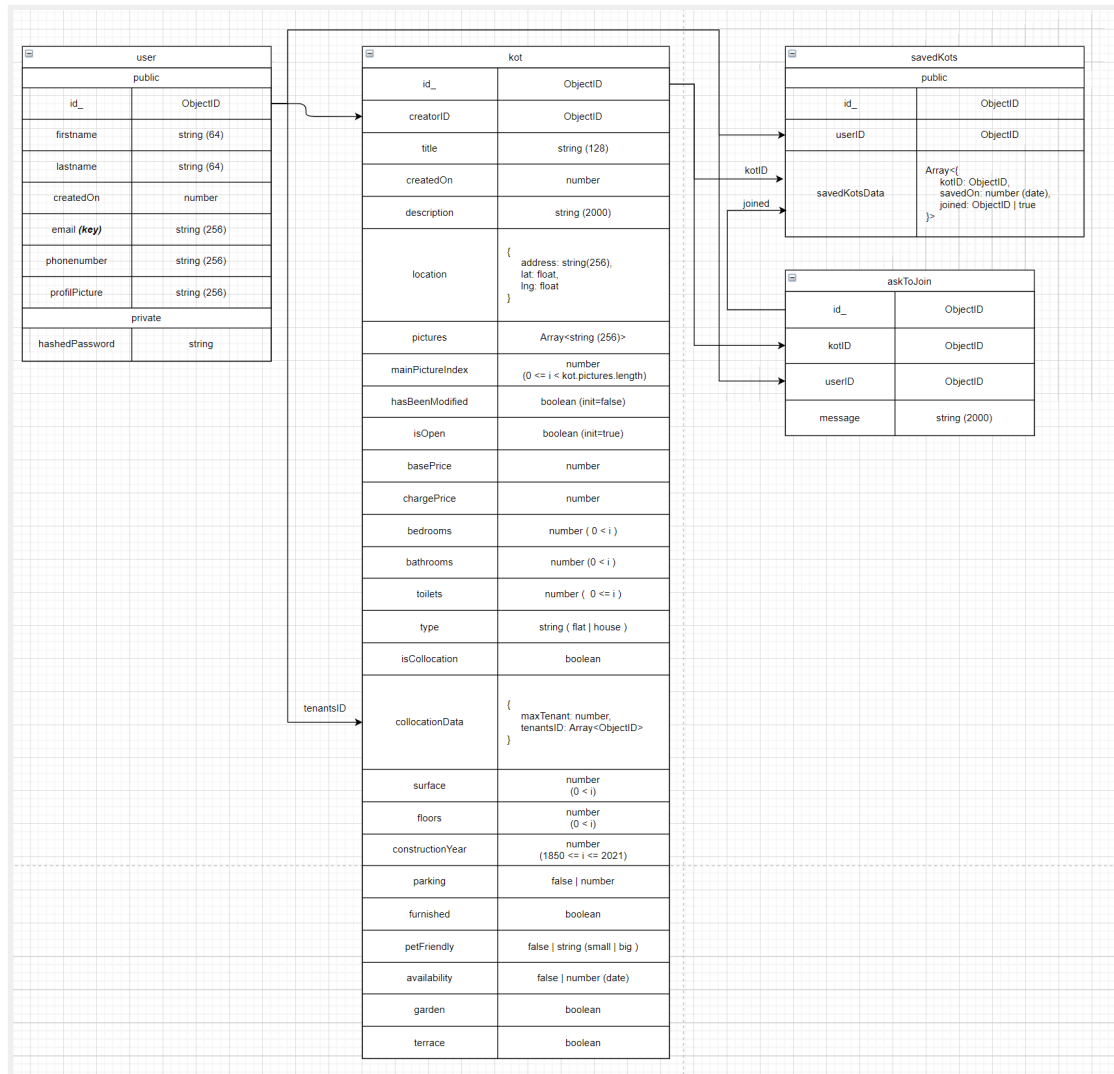 user
public
id_ ObjectID
firstname string (64)
lastname string (64)
createdOn number
email (key) string (256)
phonenumber string (256)
profilPicture string (256)
private
hashedPassword string
kot
id_ ObjectID
creatorID ObjectID
title string (128)
createdOn number
description string (2000)
location
{
address: string(256),
lat: float,
lng: float
}
pictures Array<string (256)>
mainPictureIndex number
(0 <= i < kot.pictures.length)
hasBeenModified boolean (init=false)
isOpen boolean (init=true)
basePrice number
chargePrice number
bedrooms number ( 0 < i )
bathrooms number (0 < i )
toilets number ( 0 <= i )
type string ( flat | house )
isCollocation boolean
tenantsID
collocationData
{
maxTenant: number,
tenantsID: Array<ObjectID>
}
surface number
(0 < i)
floors number
(0 < i)
constructionYear number
(1850 <= i <= 2021)
parking false | number
furnished boolean
petFriendly false | string (small | big )
availability false | number (date)
garden boolean
terrace boolean
savedKots
public
id_ ObjectID
userID ObjectID
kotID
joined
savedKotsData
Array<{
kotID: ObjectID,
savedOn: number (date),
joined: ObjectID | true
}>
askToJoin
id_ ObjectID
kotID ObjectID
userID ObjectID
message string (2000)